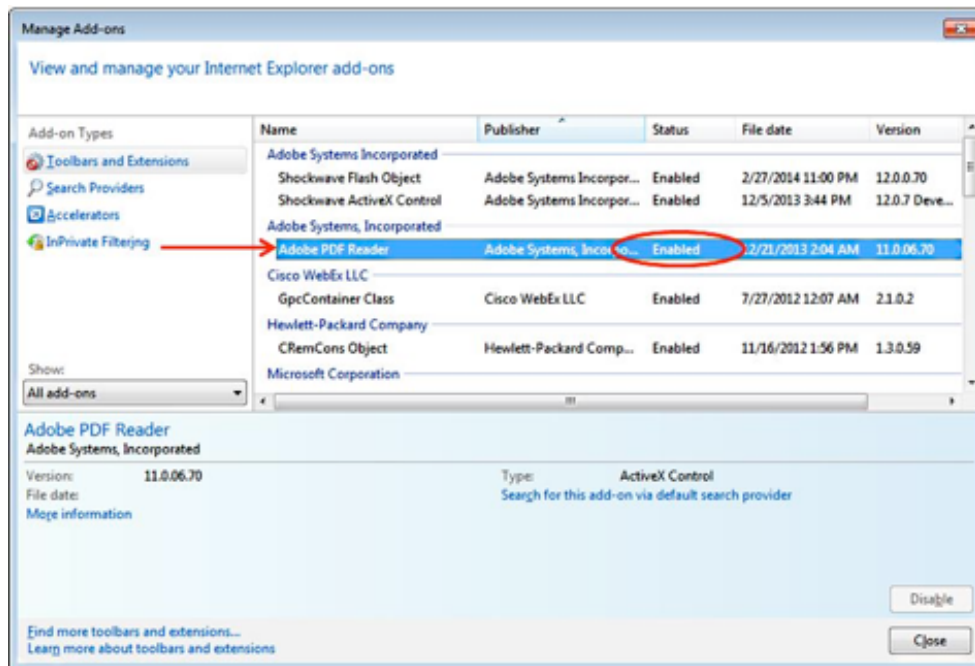 Manage Add-ons
View and manage your Internet Explorer add-ons
Add-on Types
Toolbars and Extensions
Search Providers
Accelerators
InPrivate Filtering
Show:
All add-ons
Name Publisher Status File date Version
Adobe Systems Incorporated
Shockwave Flash Object Adobe Systems Incorpor... Enabled 2/27/2014 11:00 PM 12.0.0.70
Shockwave ActiveX Control Adobe Systems Incorpor... Enabled 12/5/2013 3:44 PM 12.0.7 Deve...
Adobe Systems, Incorporated
Adobe PDF Reader Adobe Systems, Incorpo... Enabled 12/21/2013 2:04 AM 11.0.06.70
Cisco WebEx LLC
GpcContainer Class Cisco WebEx LLC Enabled 7/27/2012 12:07 AM 2.1.0.2
Hewlett-Packard Company
CRemCons Object Hewlett-Packard Comp... Enabled 11/16/2012 1:56 PM 1.3.0.59
Microsoft Corporation
Adobe PDF Reader
Adobe Systems, Incorporated
Version: 11.0.06.70 Type: ActiveX Control
File date: Search for this add-on via default search provider
More information
Disable
Find more toolbars and extensions...
Learn more about toolbars and extensions
Close